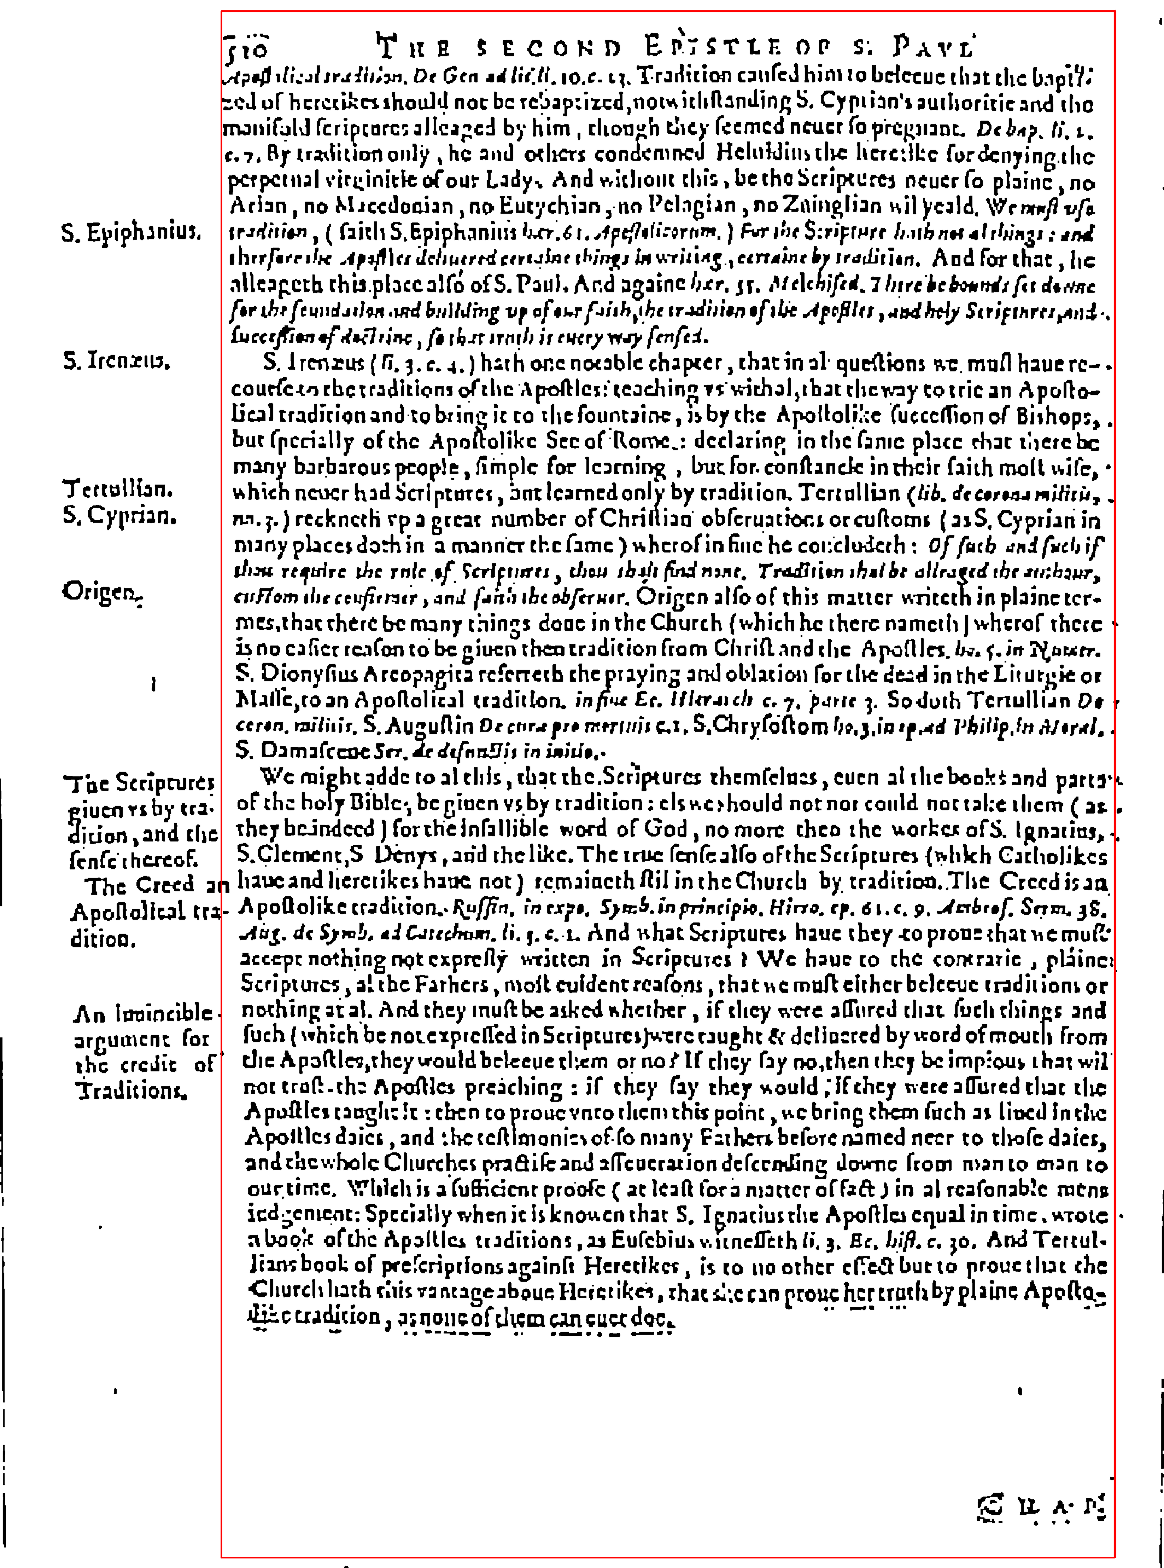 510 THE SECOND EPISTLE OF S. PAVL
Apostolical tradition. De Gen ad lit. li. 10. c. 23. Tradition caused him to beleeue that the bapti-
zed of heretikes should not be rebaptized, notwithstanding S. Cyprian's authoritie and the
manifold scriptures alleaged by him, though they seemed neuer so pregnant. De bap. li. 2.
c. 7. By tradition only, he and others condemned Heluidius the heretike for denying the
perpetual virginitie of our Lady. And without this, be the Scriptures neuer so plaine, no
Arian, no Macedonian, no Eutychian, no Pelagian, no Zuinglian wil yeald. We must vse
S. Epiphanius.
tradition, (saith S. Epiphanius hær. 61. Apostolicorum.) For the Scripture hath not al things: and
therfore the Apostles deliuered certaine things in writing, certaine by tradition. And for that, he
alleageth this place also of S. Paul. And againe hær. 55. Melchised. There be bounds set downe
for the foundation and building vp of our faith, the tradition of the Apostles, and holy Scriptures, and
succession of doctrine, so that truth is euery way fensed.
S. Irenæus.
S. Irenæus (li. 3. c. 4.) hath one notable chapter, that in al questions we must haue re-
course to the traditions of the Apostles: teaching vs withal, that the way to trie an Aposto-
lical tradition and to bring it to the fountaine, is by the Apostolike succession of Bishops,
but specially of the Apostolike See of Rome: declaring in the same place that there be
many barbarous people, simple for learning, but for constancie in their faith most wise,
Tertullian.
which neuer had Scriptures, but learned only by tradition. Tertullian (lib. de corona militis,
S. Cyprian.
nu. 3.) reckneth vp a great number of Christian obseruations or customs (as S. Cyprian in
many places doth in a manner the same) wherof in fine he concludeth: Of such and such if
thou require the rule of Scriptures, thou shalt find none. Tradition shal be alleaged the authour,
Origen.
custom the confirmer, and faith the obseruer. Origen also of this matter writeth in plaine ter-
mes, that there be many things done in the Church (which he there nameth) wherof there
is no easier reason to be giuen then tradition from Christ and the Apostles. ho. 5. in Numer.
S. Dionysius Areopagita referreth the praying and oblation for the dead in the Liturgie or
Masse, to an Apostolical tradition. in fine Ec. Hierarch c. 7. parte 3. So doth Tertullian De
coron. militis. S. Augustin De cura pro mortuis c. 1. S. Chrysostom ho. 3. in ep. ad Philip. in Moral.
S. Damascene Ser. de defunctis in initio.
The Scriptures
giuen vs by tra-
dition, and the
sense thereof.
We might adde to al this, that the Scriptures themselues, euen al the books and parts
of the holy Bible, be giuen vs by tradition: els we should not nor could not take them (as
they be indeed) for the infallible word of God, no more then the workes of S. Ignatius,
S. Clement, S Denys, and the like. The true sense also of the Scriptures (which Catholikes
The Creed an
Apostolical tra-
dition.
haue and heretikes haue not) remaineth stil in the Church by tradition. The Creed is an
Apostolike tradition. Ruffin. in expo. Symb. in principio. Hiero. ep. 61. c. 9. Ambros. Serm. 38.
Aug. de Symb. ad Catechum. li. 3. c. 1. And what Scriptures haue they to proue that we must
accept nothing not expresly written in Scriptures? We haue to the contrarie, plaine
Scriptures, al the Fathers, most euident reasons, that we must either beleeue traditions or
An inuincible
argument for
the credit of
Traditions.
nothing at al. And they must be asked whether, if they were assured that such things and
such (which be not expressed in Scriptures) were taught & deliuered by word of mouth from
the Apostles, they would beleeue them or no? If they say no, then they be impious that wil
not trust the Apostles preaching: if they say they would, if they were assured that the
Apostles taught it: then to proue vnto them this point, we bring them such as liued in the
Apostles daies, and the testimonies of so many Fathers before named neer to those daies,
and the whole Churches practise and asseueration descending downe from man to man to
our time. Which is a sufficient proofe (at least for a matter of fact) in al reasonable mens
iudgement: Specially when it is knowen that S. Ignatius the Apostles equal in time, wrote
a book of the Apostles traditions, as Eusebius witnesseth li. 3. Ec. hist. c. 30. And Tertul-
lians book of prescriptions against Heretikes, is to no other effect but to proue that the
Church hath this vantage aboue Heretikes, that she can proue her truth by plaine Aposto-
like tradition, as none of them can euer doe.
CHAP.